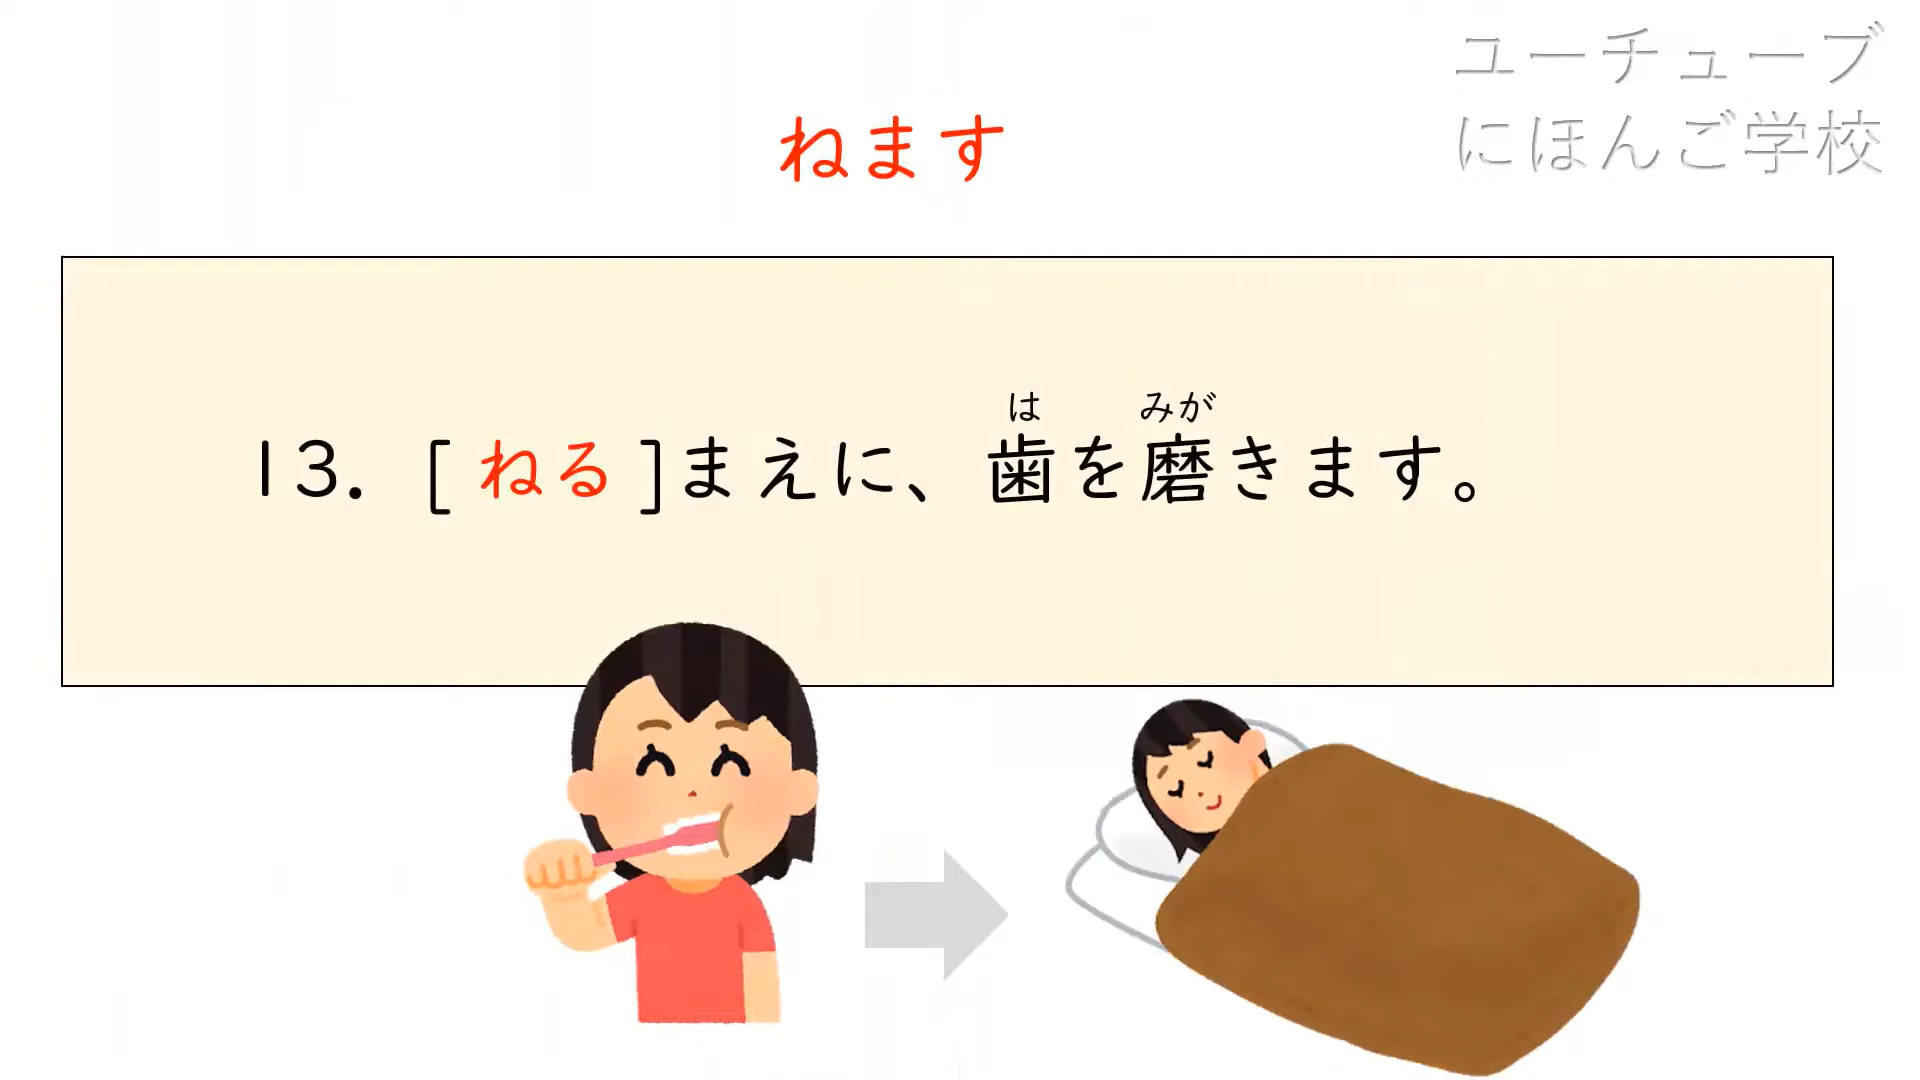 ユーチューブ
にほんご学校
ねます
は みが
13. [ ねる ]まえに、歯を磨きます。